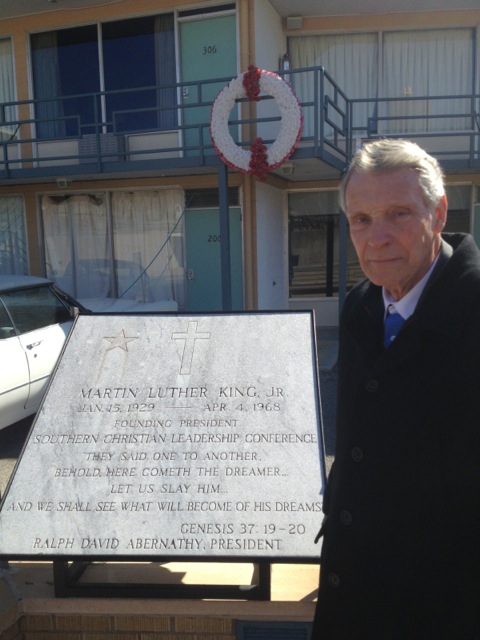 306
206
MARTIN LUTHER KING, JR.
JAN. 15, 1929 — APR. 4, 1968
FOUNDING PRESIDENT
SOUTHERN CHRISTIAN LEADERSHIP CONFERENCE
THEY SAID ONE TO ANOTHER,
BEHOLD, HERE COMETH THE DREAMER...
LET US SLAY HIM...
AND WE SHALL SEE WHAT WILL BECOME OF HIS DREAMS
GENESIS 37: 19-20
RALPH DAVID ABERNATHY, PRESIDENT